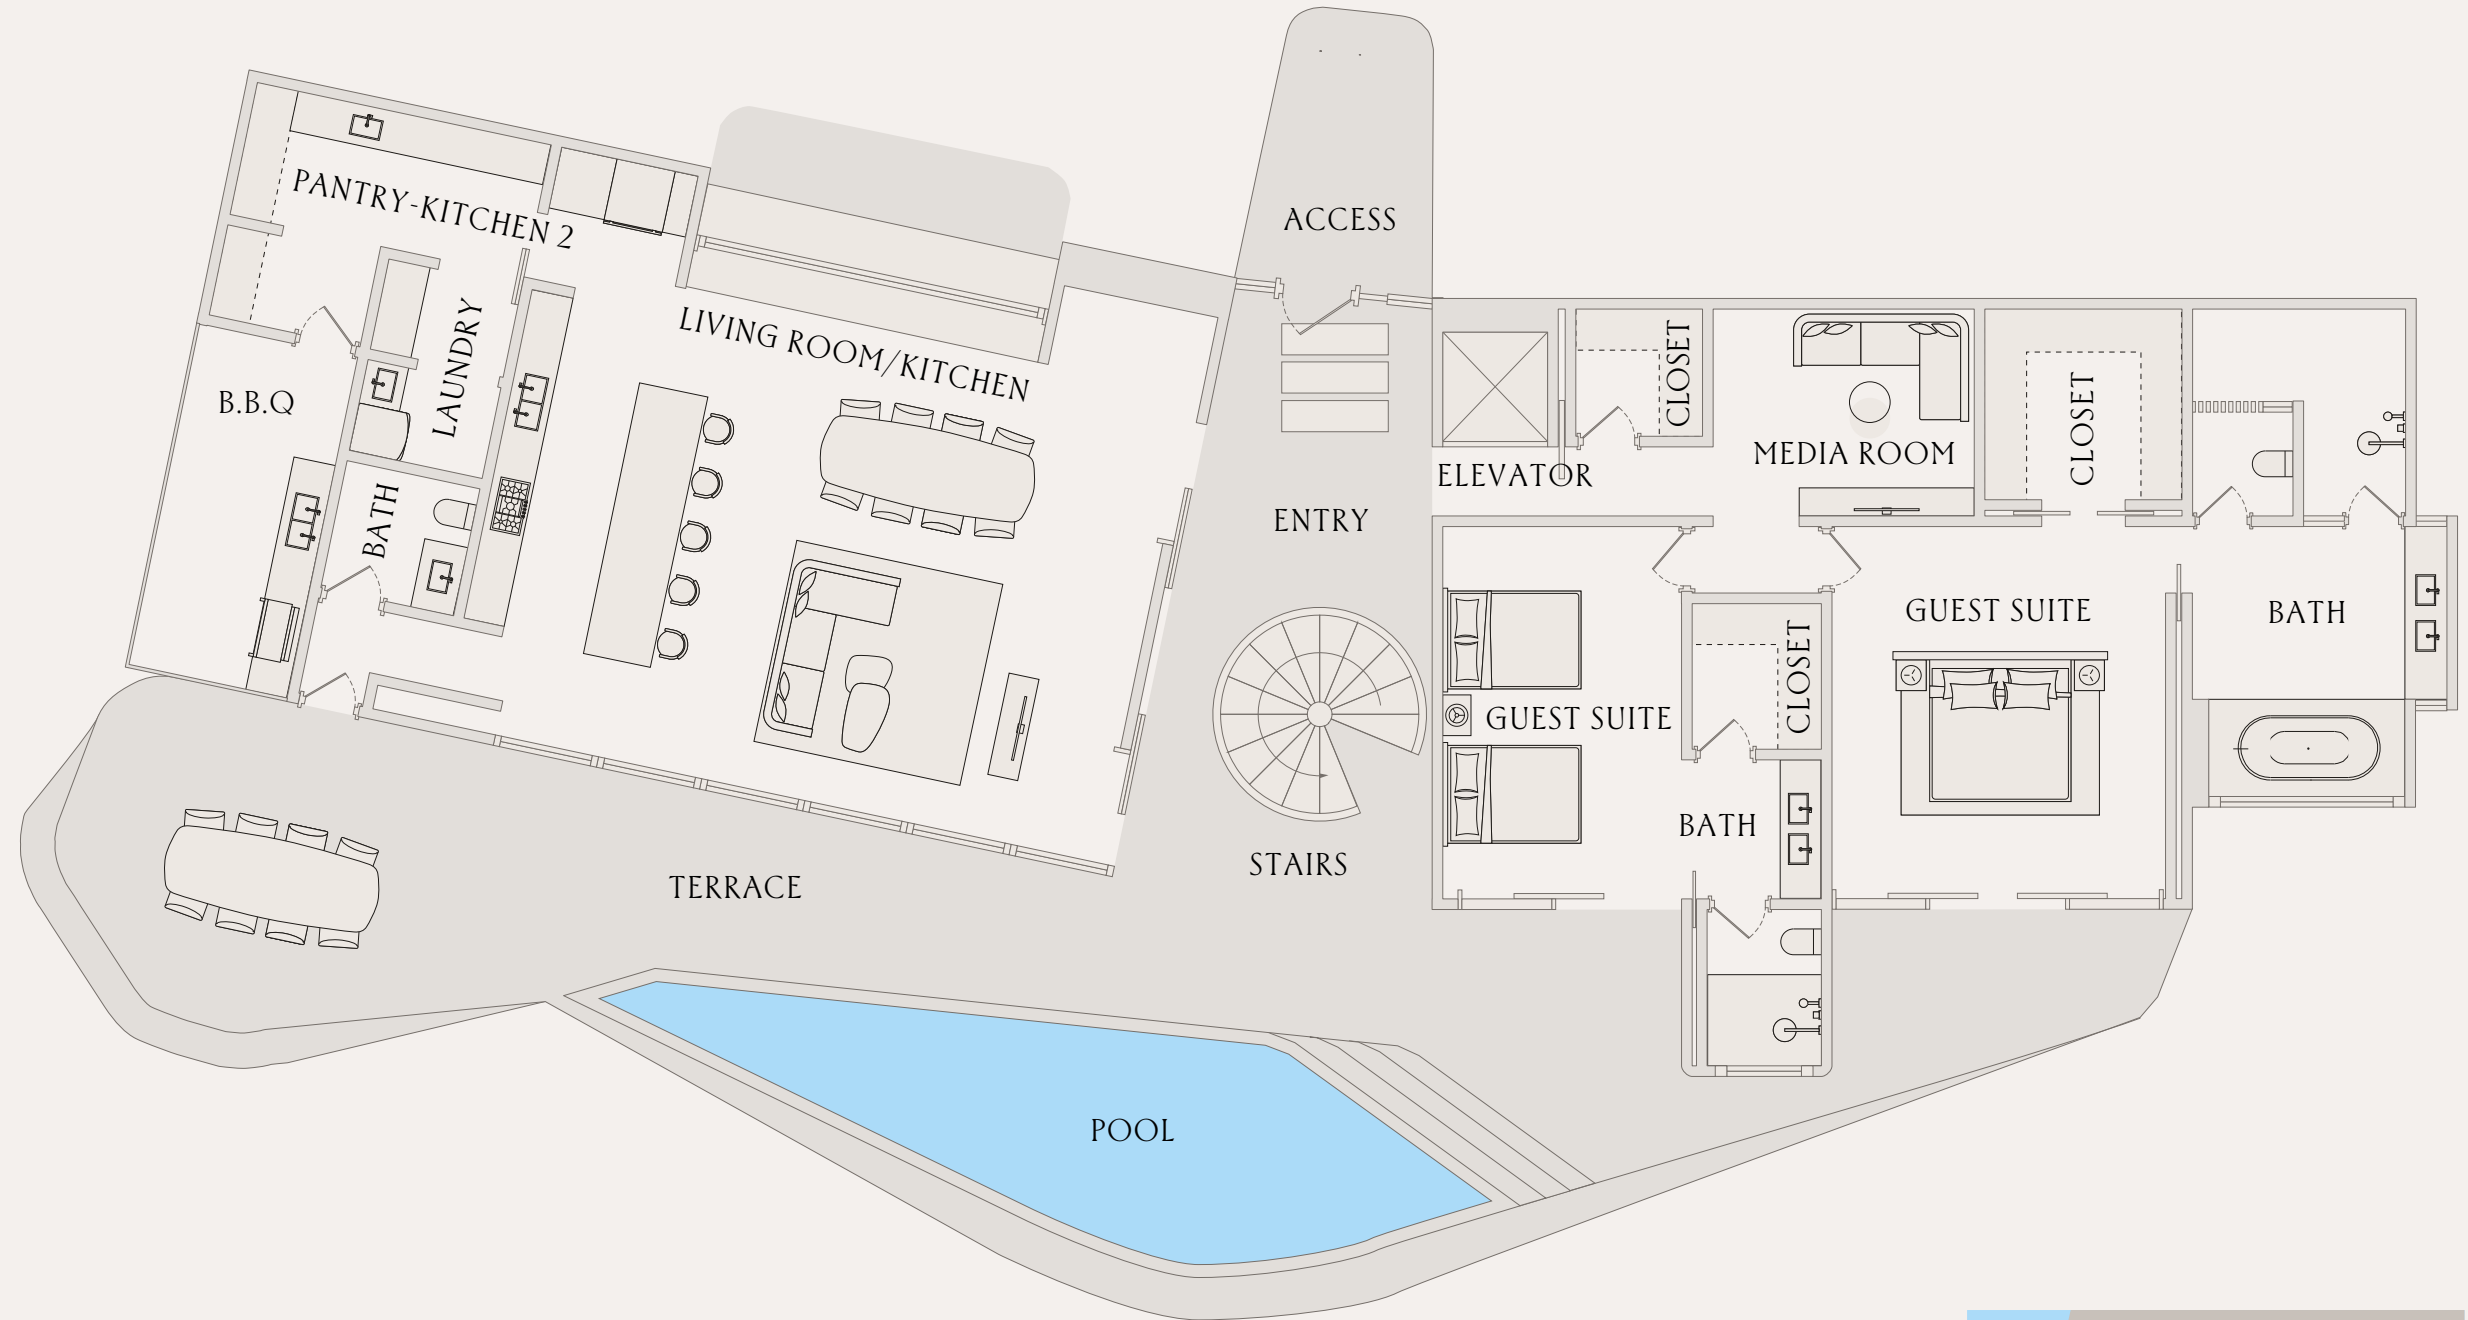 PANTRY-KITCHEN 2
LIVING ROOM/KITCHEN
ACCESS
LAUNDRY
B.B.Q
CLOSET
MEDIA ROOM
CLOSET
ELEVATOR
BATH
ENTRY
GUEST SUITE
BATH
CLOSET
GUEST SUITE
BATH
STAIRS
TERRACE
POOL